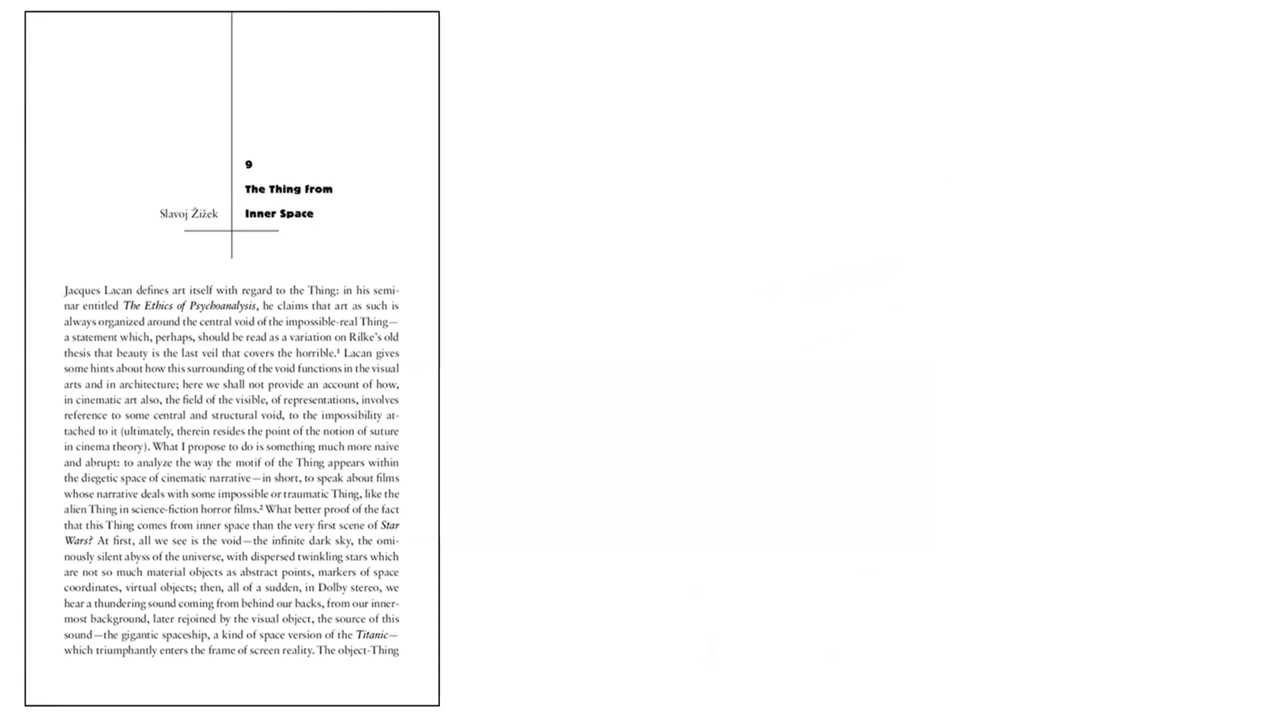 9
The Thing from
Slavoj Žižek Inner Space
Jacques Lacan defines art itself with regard to the Thing: in his semi-
nar entitled The Ethics of Psychoanalysis, he claims that art as such is
always organized around the central void of the impossible-real Thing—
a statement which, perhaps, should be read as a variation on Rilke's old
thesis that beauty is the last veil that covers the horrible.¹ Lacan gives
some hints about how this surrounding of the void functions in the visual
arts and in architecture; here we shall not provide an account of how,
in cinematic art also, the field of the visible, of representations, involves
reference to some central and structural void, to the impossibility at-
tached to it (ultimately, therein resides the point of the notion of suture
in cinema theory). What I propose to do is something much more naive
and abrupt: to analyze the way the motif of the Thing appears within
the diegetic space of cinematic narrative—in short, to speak about films
whose narrative deals with some impossible or traumatic Thing, like the
alien Thing in science-fiction horror films.² What better proof of the fact
that this Thing comes from inner space than the very first scene of Star
Wars? At first, all we see is the void—the infinite dark sky, the omi-
nously silent abyss of the universe, with dispersed twinkling stars which
are not so much material objects as abstract points, markers of space
coordinates, virtual objects; then, all of a sudden, in Dolby stereo, we
hear a thundering sound coming from behind our backs, from our inner-
most background, later rejoined by the visual object, the source of this
sound—the gigantic spaceship, a kind of space version of the Titanic—
which triumphantly enters the frame of screen reality. The object-Thing